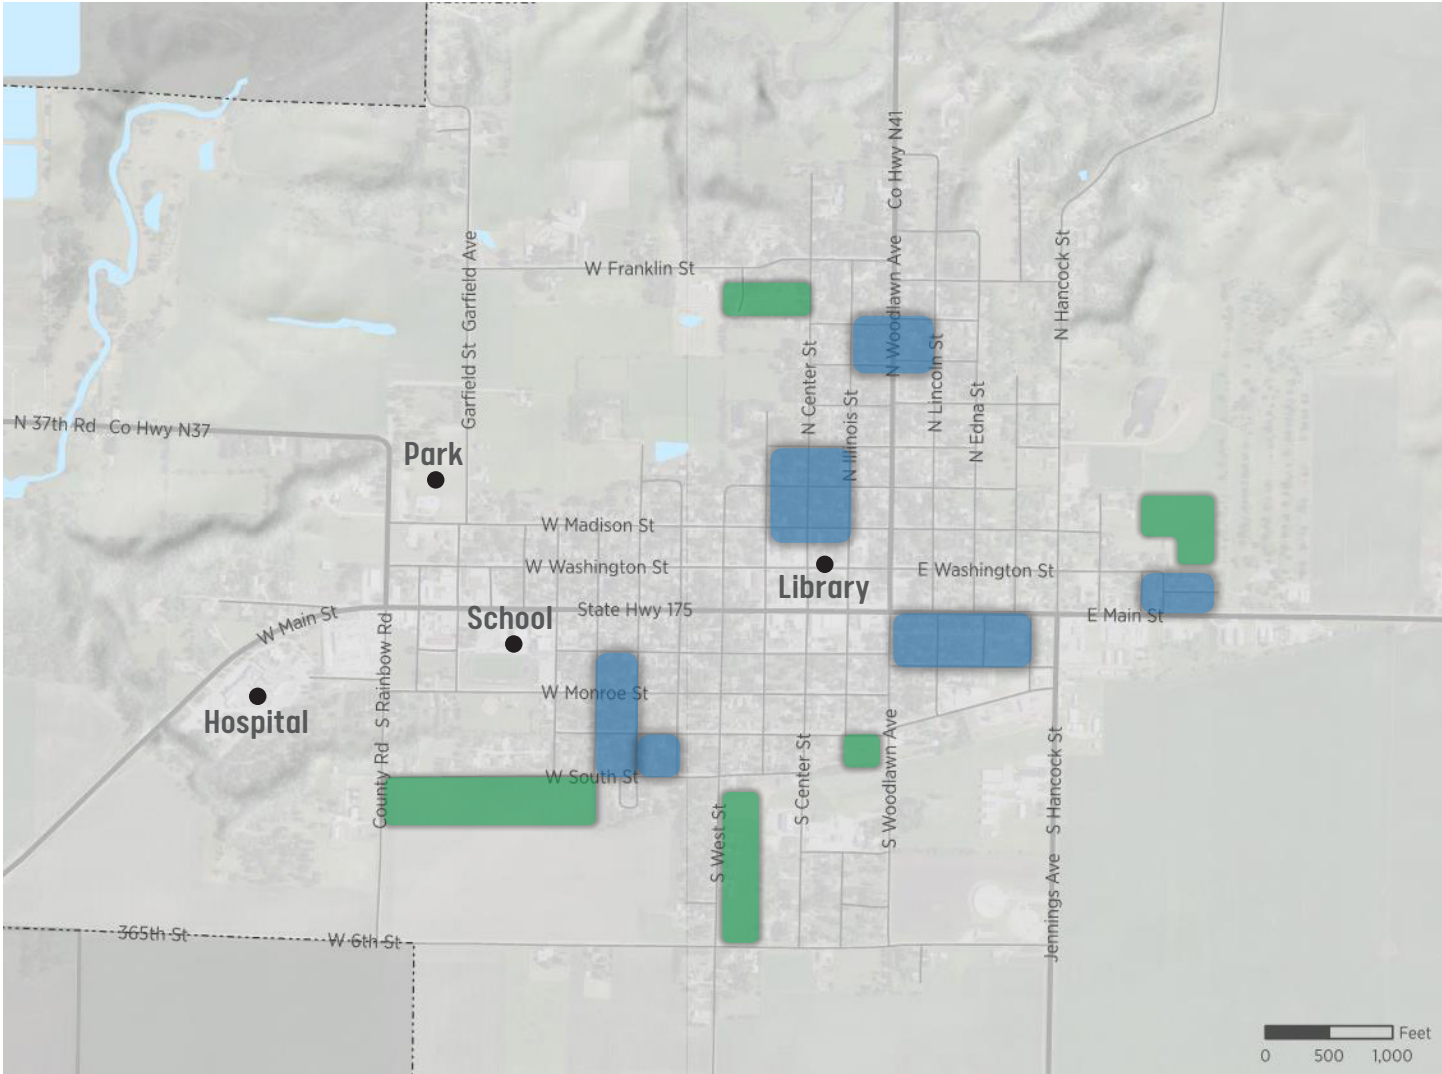 Co Hwy N41
Garfield Ave
N Woodlawn Ave
N Hancock St
W Franklin St
Garfield St
N Center St
N Lincoln St
N Illinois St
N Edna St
N 37th Rd Co Hwy N37
Park
W Madison St
W Washington St
E Washington St
Library
State Hwy 175
E Main St
W Main St
School
S Rainbow Rd
W Monroe St
Hospital
County Rd
W South St
S West St
S Center St
S Woodlawn Ave
S Hancock St
Jennings Ave
365th St
W 6th St
Feet
0 500 1,000